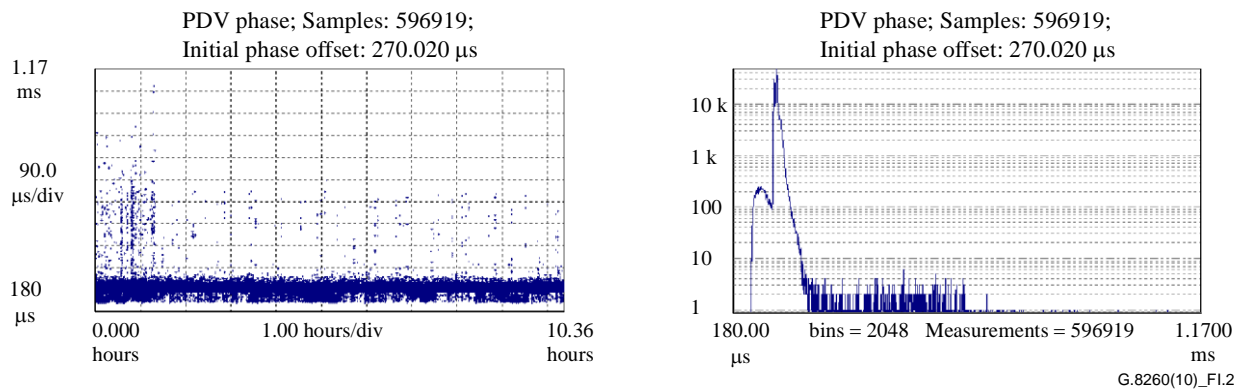 PDV phase; Samples: 596919;
Initial phase offset: 270.020 μs
1.17
ms
90.0
μs/div
180
μs
0.000
hours
1.00 hours/div
10.36
hours
PDV phase; Samples: 596919;
Initial phase offset: 270.020 μs
10 k
1 k
100
10
1
180.00
μs
bins = 2048 Measurements = 596919
1.1700
ms
G.8260(10)_FI.2